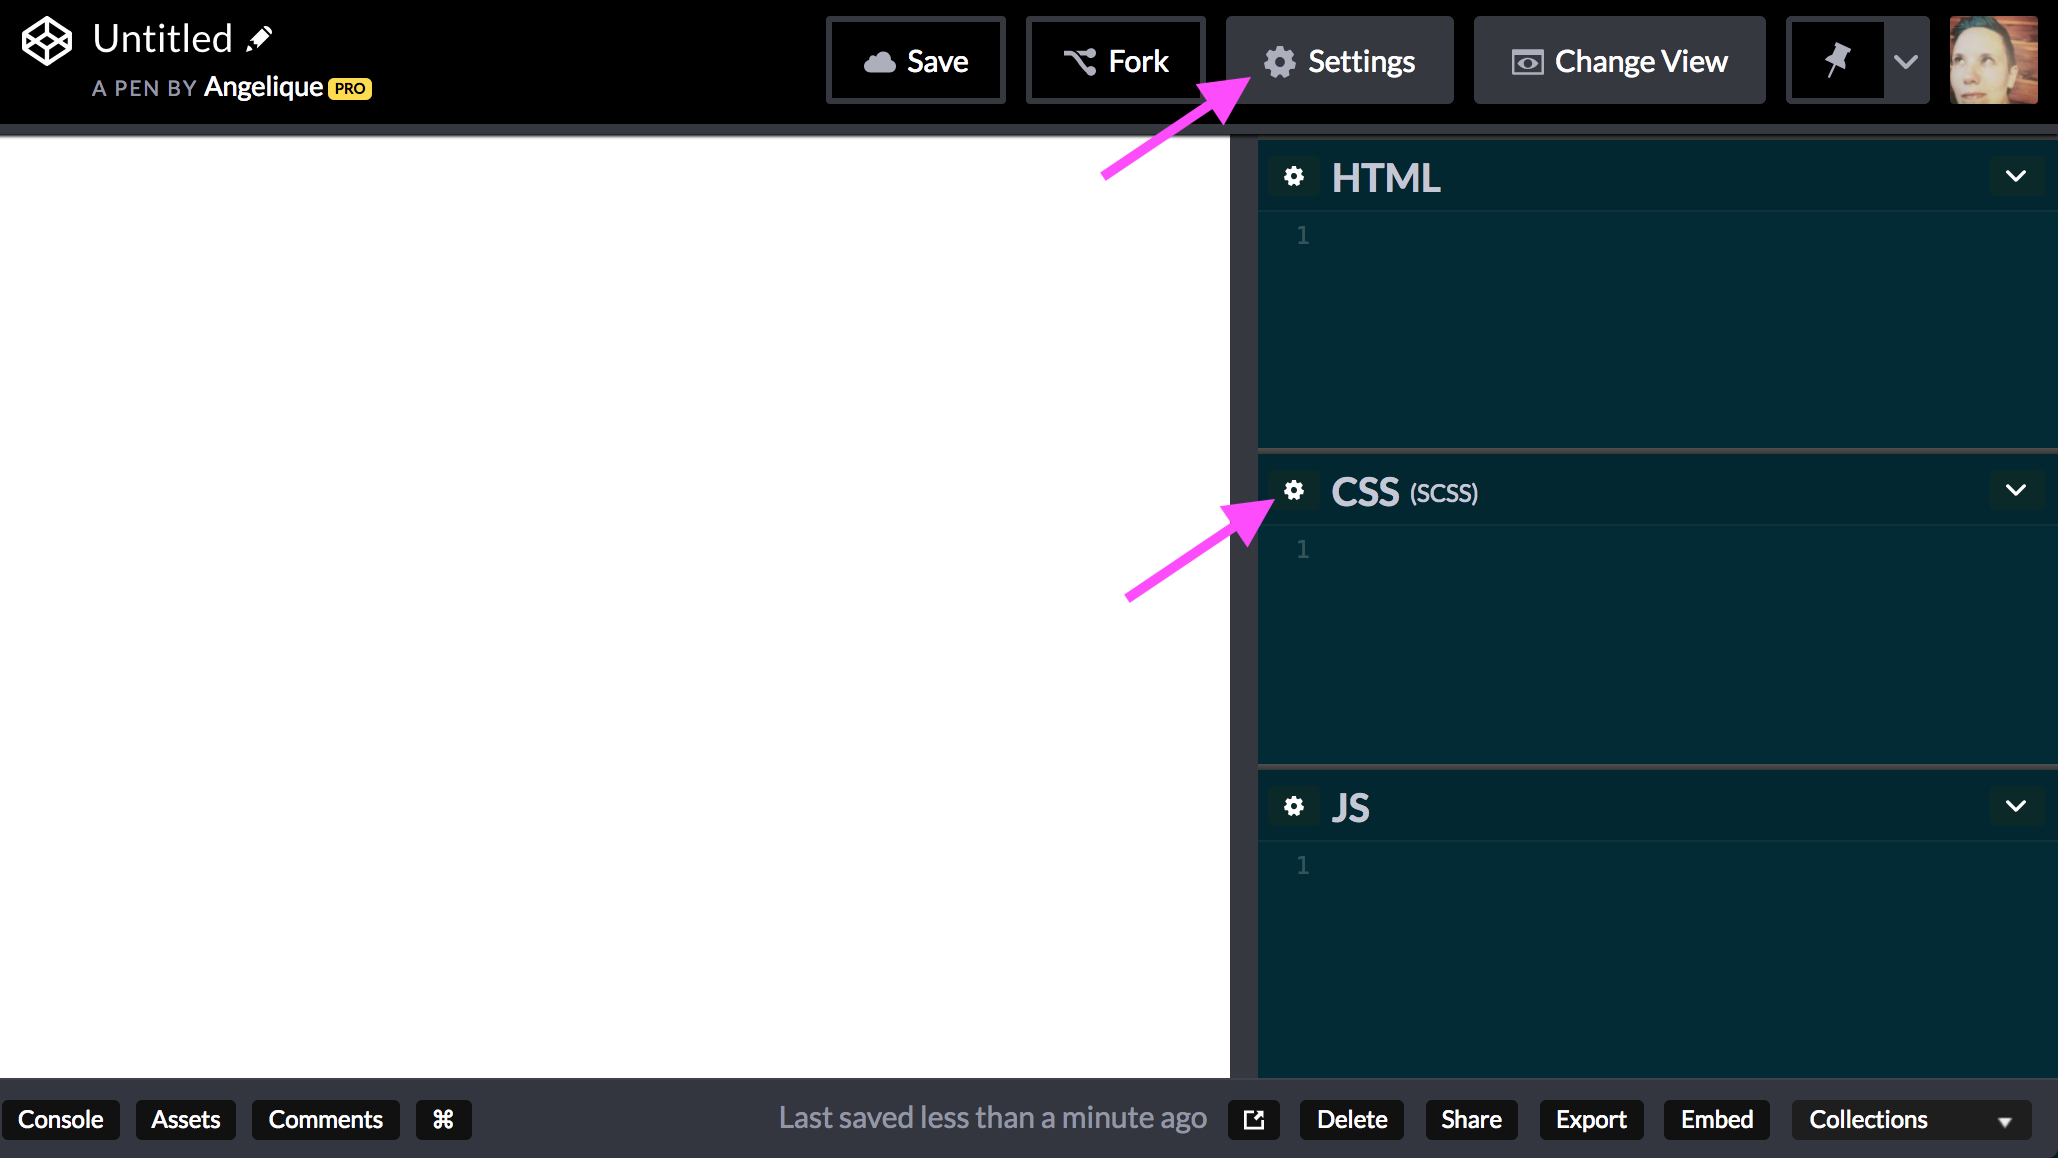 Untitled
A PEN BY Angelique PRO
Save
Fork
Settings
Change View
HTML
1
CSS (SCSS)
1
JS
1
Console
Assets
Comments
⌘
Last saved less than a minute ago
Delete
Share
Export
Embed
Collections